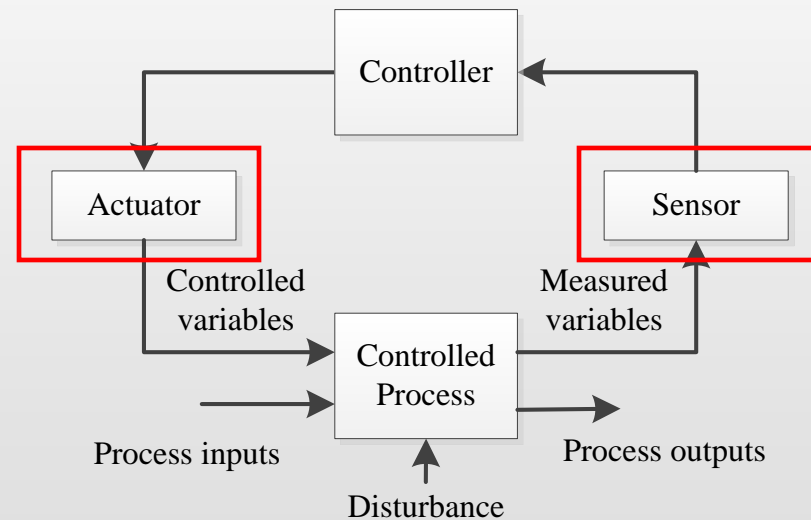 Controller
Actuator
Sensor
Controlled
variables
Measured
variables
Controlled
Process
Process inputs
Process outputs
Disturbance